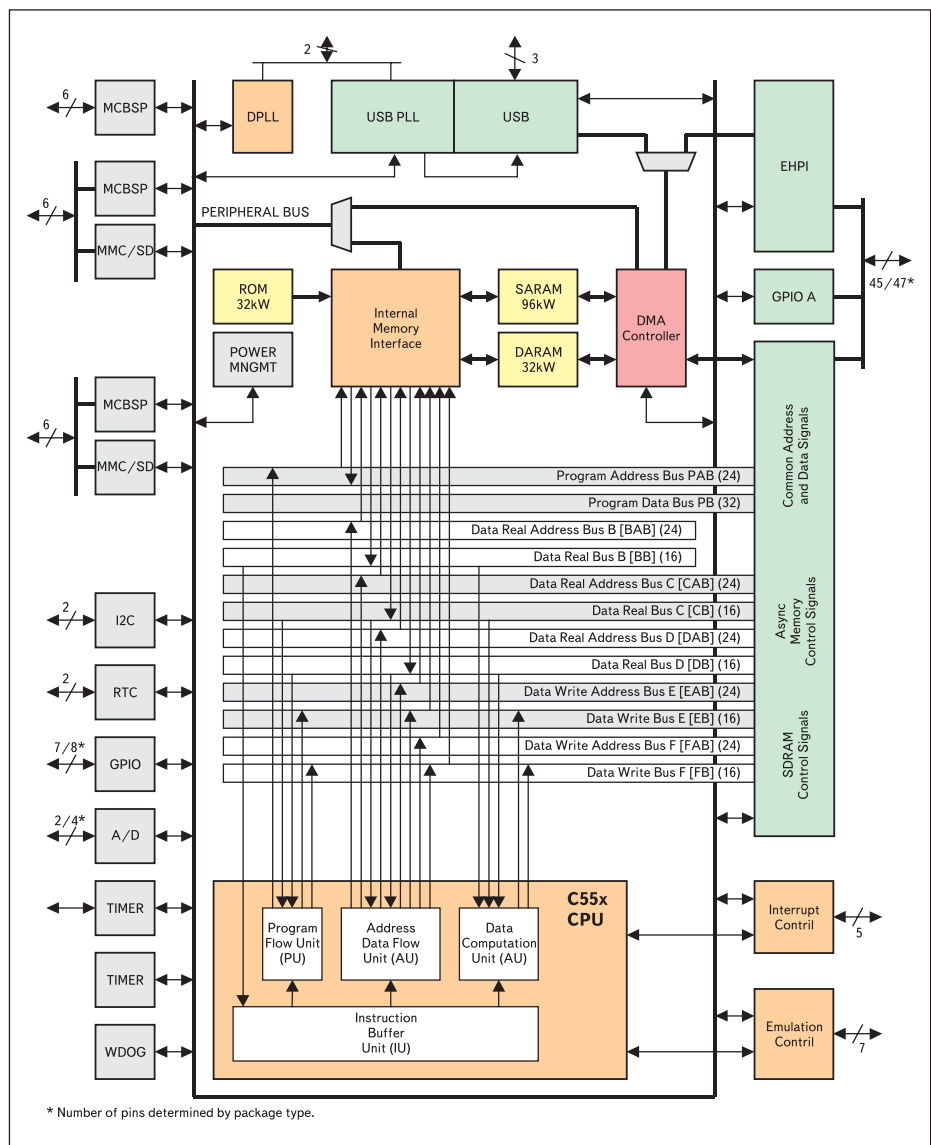 2
3
6
MCBSP
DPLL
USB PLL
USB
EHPI
6
MCBSP
MMC/SD
PERIPHERAL BUS
45/47*
ROM
32kW
Internal
Memory
Interface
SARAM
96kW
DMA
Controller
GPIO A
POWER
MNGMT
DARAM
32kW
6
MCBSP
MMC/SD
Common Address
and Data Signals
Program Address Bus PAB (24)
Program Data Bus PB (32)
Data Real Address Bus B [BAB] (24)
Data Real Bus B [BB] (16)
Data Real Address Bus C [CAB] (24)
Data Real Bus C [CB] (16)
Data Real Address Bus D [DAB] (24)
Data Real Bus D [DB] (16)
Data Write Address Bus E [EAB] (24)
Data Write Bus E [EB] (16)
Data Write Address Bus F [FAB] (24)
Data Write Bus F [FB] (16)
Async
Memory
Control Signals
SDRAM
Control Signals
2
I2C
2
RTC
7/8*
GPIO
2/4*
A/D
TIMER
TIMER
WDOG
C55x
CPU
Program
Flow Unit
(PU)
Address
Data Flow
Unit (AU)
Data
Computation
Unit (AU)
Instruction
Buffer
Unit (IU)
Interrupt
Contril
5
Emulation
Contril
7
* Number of pins determined by package type.